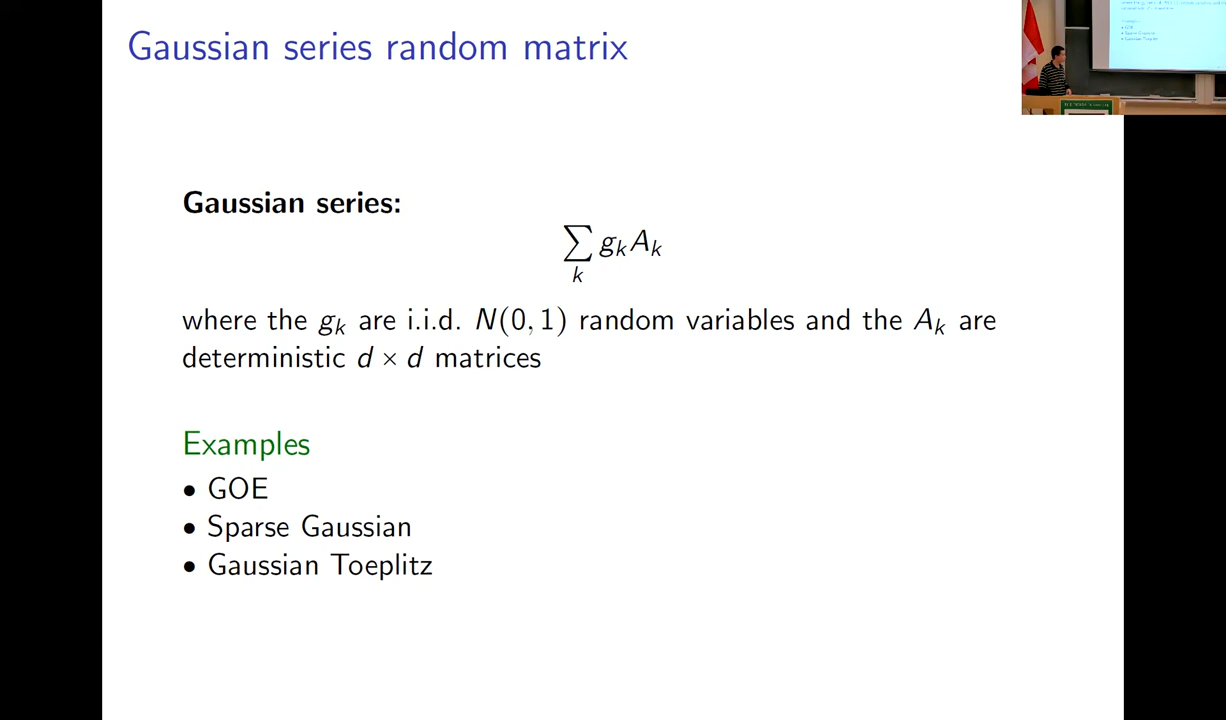 Gaussian series random matrix
Gaussian series:
∑_k g_k A_k
where the g_k are i.i.d. N(0, 1) random variables and the A_k are
deterministic d × d matrices
Examples
• GOE
• Sparse Gaussian
• Gaussian Toeplitz